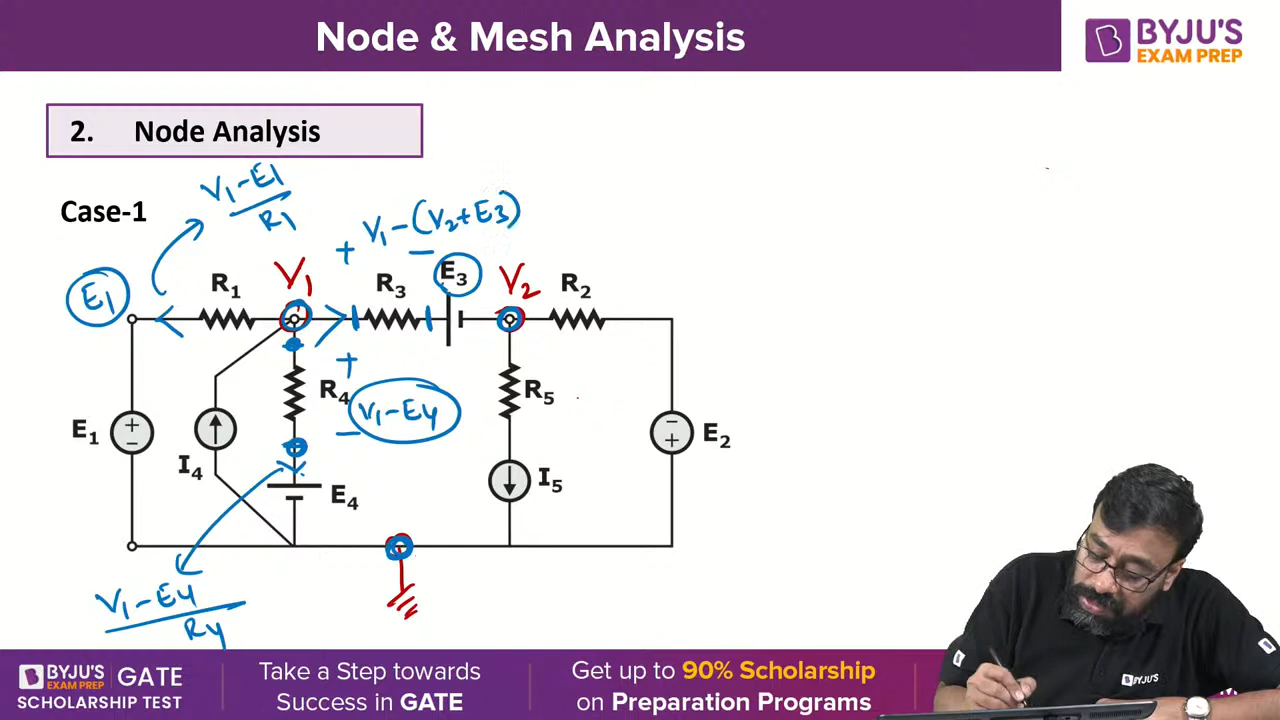 Node & Mesh Analysis
BYJU'S
EXAM PREP
2. Node Analysis
Case-1
V1-E1
R1
V1-(V2+E3)
+ -
E1
R1
V1
R3
E3
V2
R2
+
R4
V1-E4
-
R5
E1
+
-
I4
E4
I5
-
+
E2
V1-E4
R4
BYJU'S
EXAM PREP
GATE
SCHOLARSHIP TEST
Take a Step towards
Success in GATE
Get up to 90% Scholarship
on Preparation Programs
BYJU'S